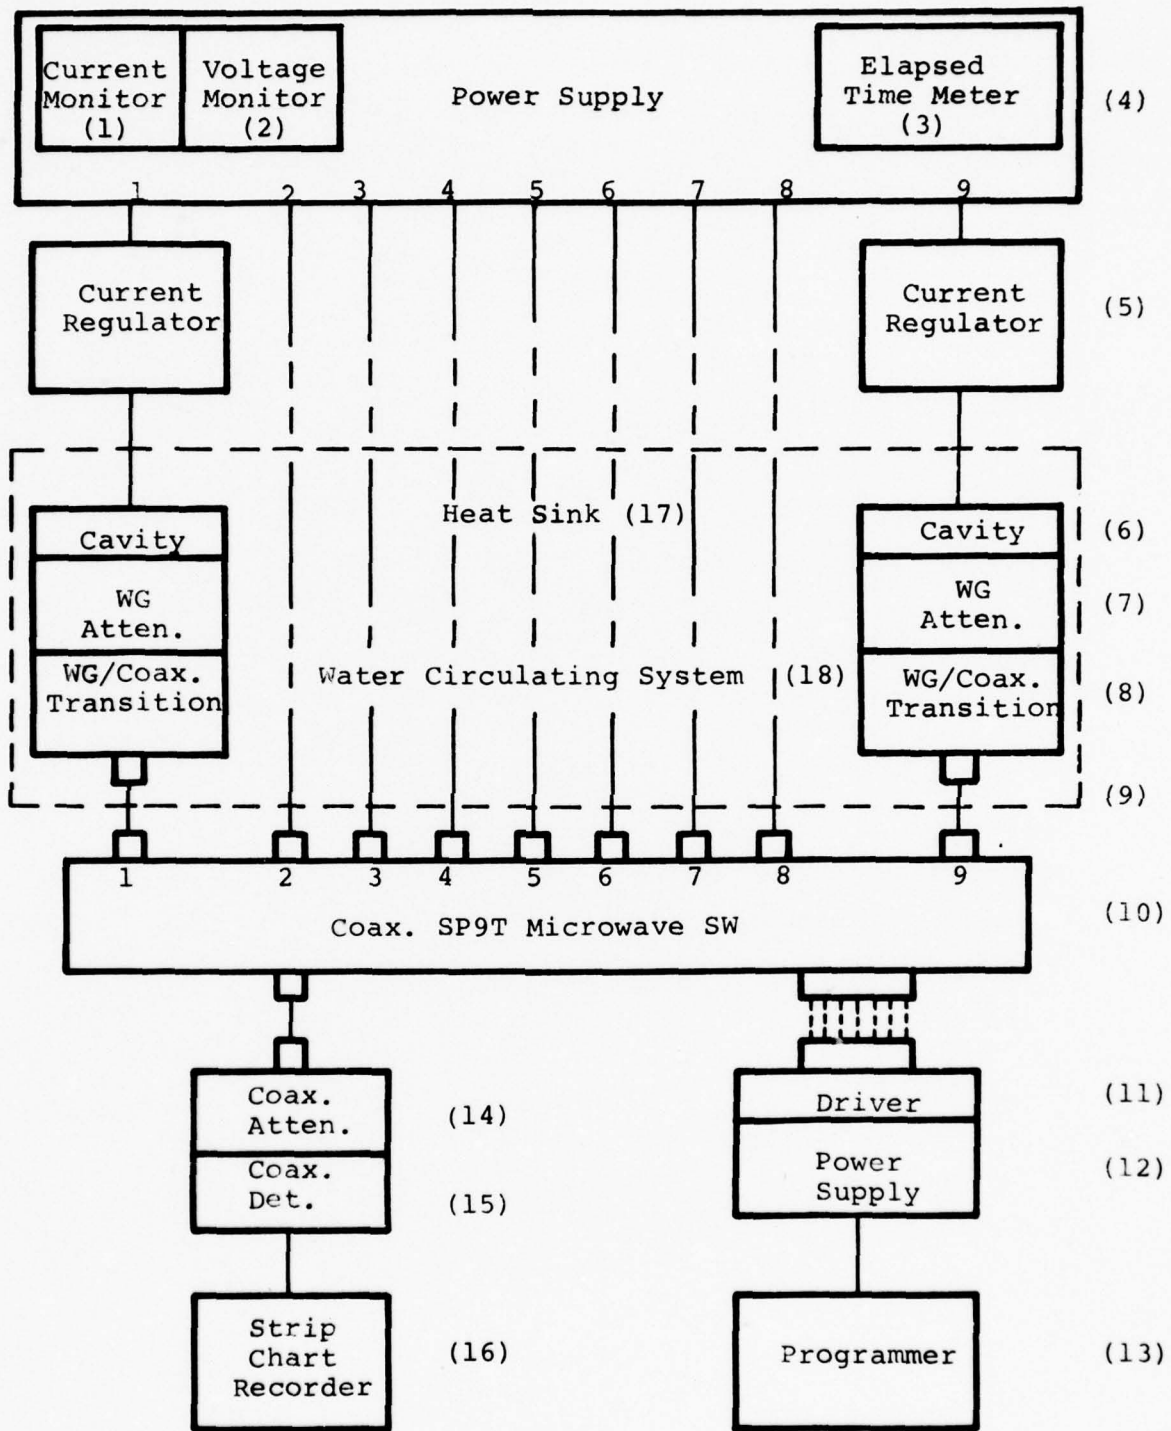 Current Monitor (1)
Voltage Monitor (2)
Power Supply
Elapsed Time Meter (3)
(4)
1 2 3 4 5 6 7 8 9
Current Regulator
Current Regulator
(5)
Heat Sink (17)
Cavity
Cavity
(6)
WG Atten.
WG Atten.
(7)
Water Circulating System (18)
WG/Coax. Transition
WG/Coax. Transition
(8)
(9)
1 2 3 4 5 6 7 8 9
Coax. SP9T Microwave SW
(10)
Coax. Atten.
(14)
Driver
(11)
Coax. Det.
(15)
Power Supply
(12)
Strip Chart Recorder
(16)
Programmer
(13)